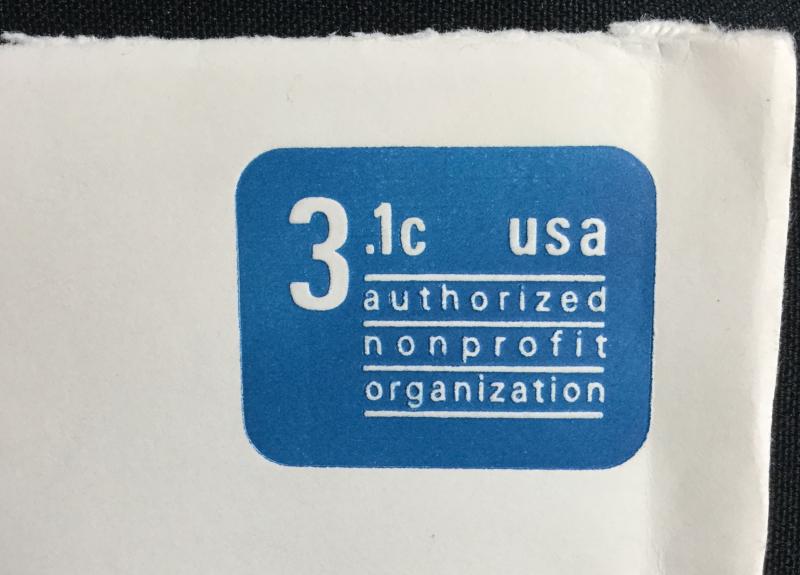 3.1c usa
authorized
nonprofit
organization